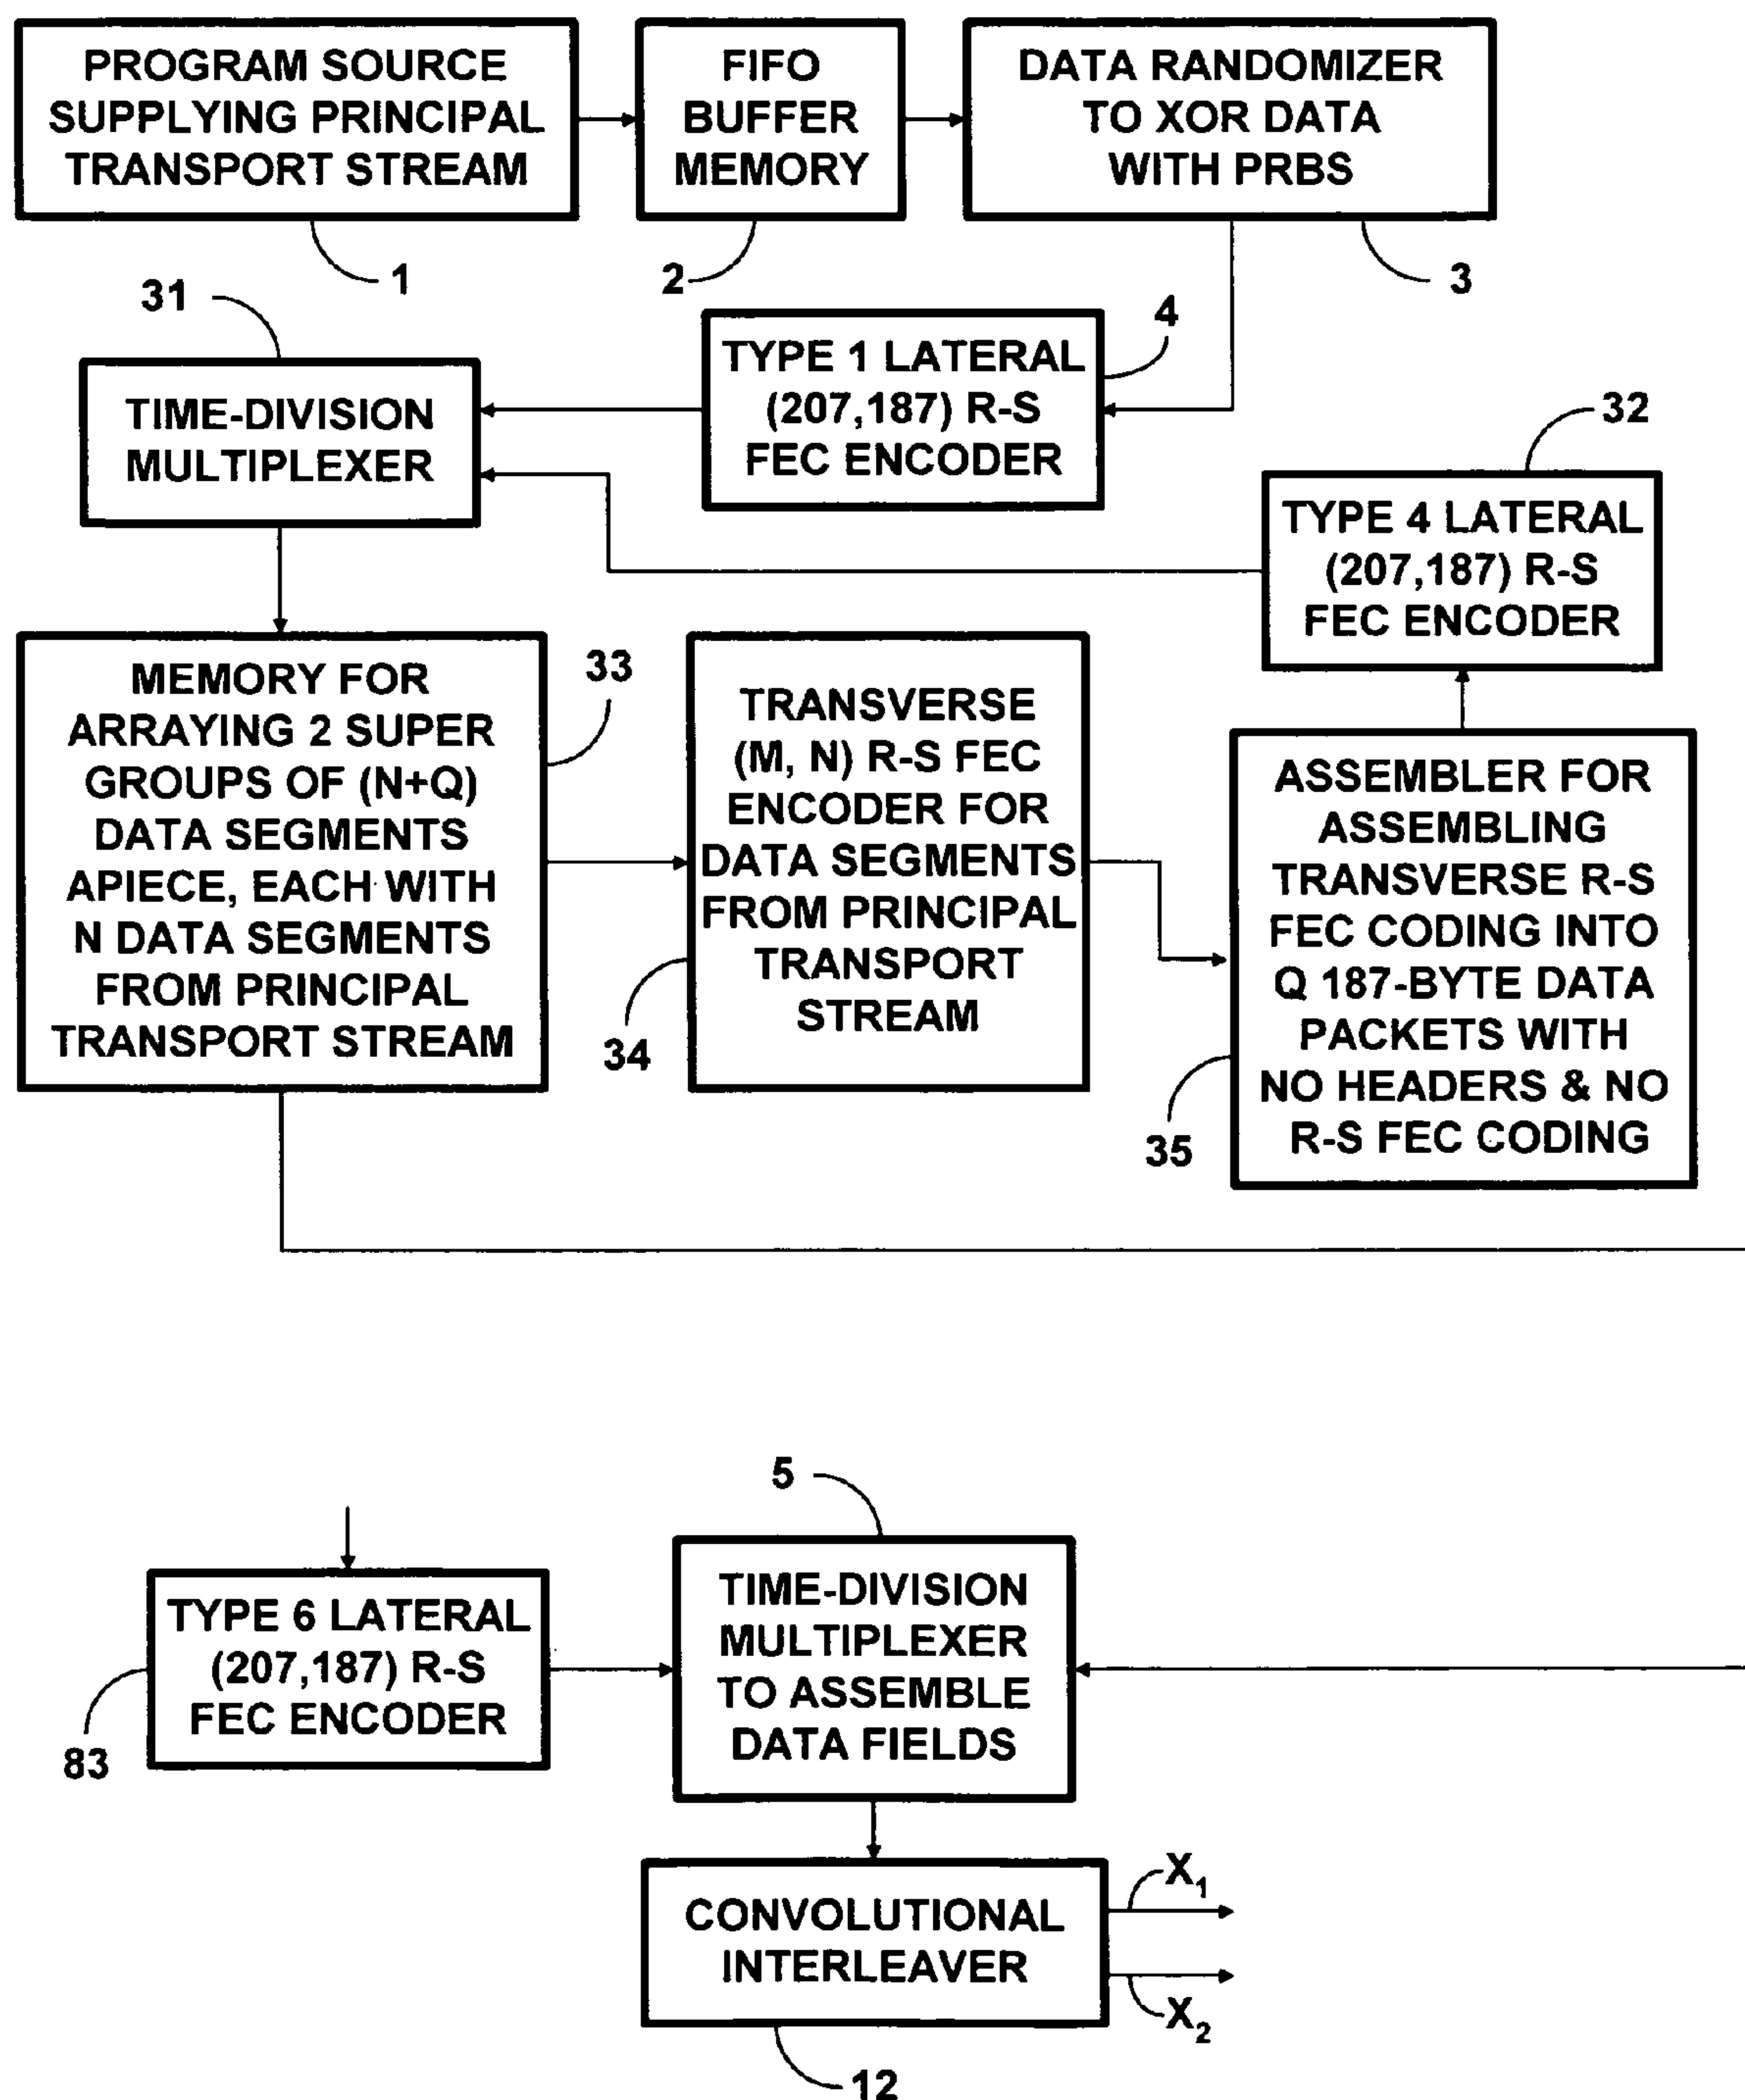 PROGRAM SOURCE
SUPPLYING PRINCIPAL
TRANSPORT STREAM
FIFO
BUFFER
MEMORY
DATA RANDOMIZER
TO XOR DATA
WITH PRBS
1
2
3
31
TIME-DIVISION
MULTIPLEXER
4
TYPE 1 LATERAL
(207,187) R-S
FEC ENCODER
32
TYPE 4 LATERAL
(207,187) R-S
FEC ENCODER
33
MEMORY FOR
ARRAYING 2 SUPER
GROUPS OF (N+Q)
DATA SEGMENTS
APIECE, EACH WITH
N DATA SEGMENTS
FROM PRINCIPAL
TRANSPORT STREAM
TRANSVERSE
(M, N) R-S FEC
ENCODER FOR
DATA SEGMENTS
FROM PRINCIPAL
TRANSPORT
STREAM
34
ASSEMBLER FOR
ASSEMBLING
TRANSVERSE R-S
FEC CODING INTO
Q 187-BYTE DATA
PACKETS WITH
NO HEADERS & NO
R-S FEC CODING
35
5
TYPE 6 LATERAL
(207,187) R-S
FEC ENCODER
83
TIME-DIVISION
MULTIPLEXER
TO ASSEMBLE
DATA FIELDS
CONVOLUTIONAL
INTERLEAVER
X1
X2
12